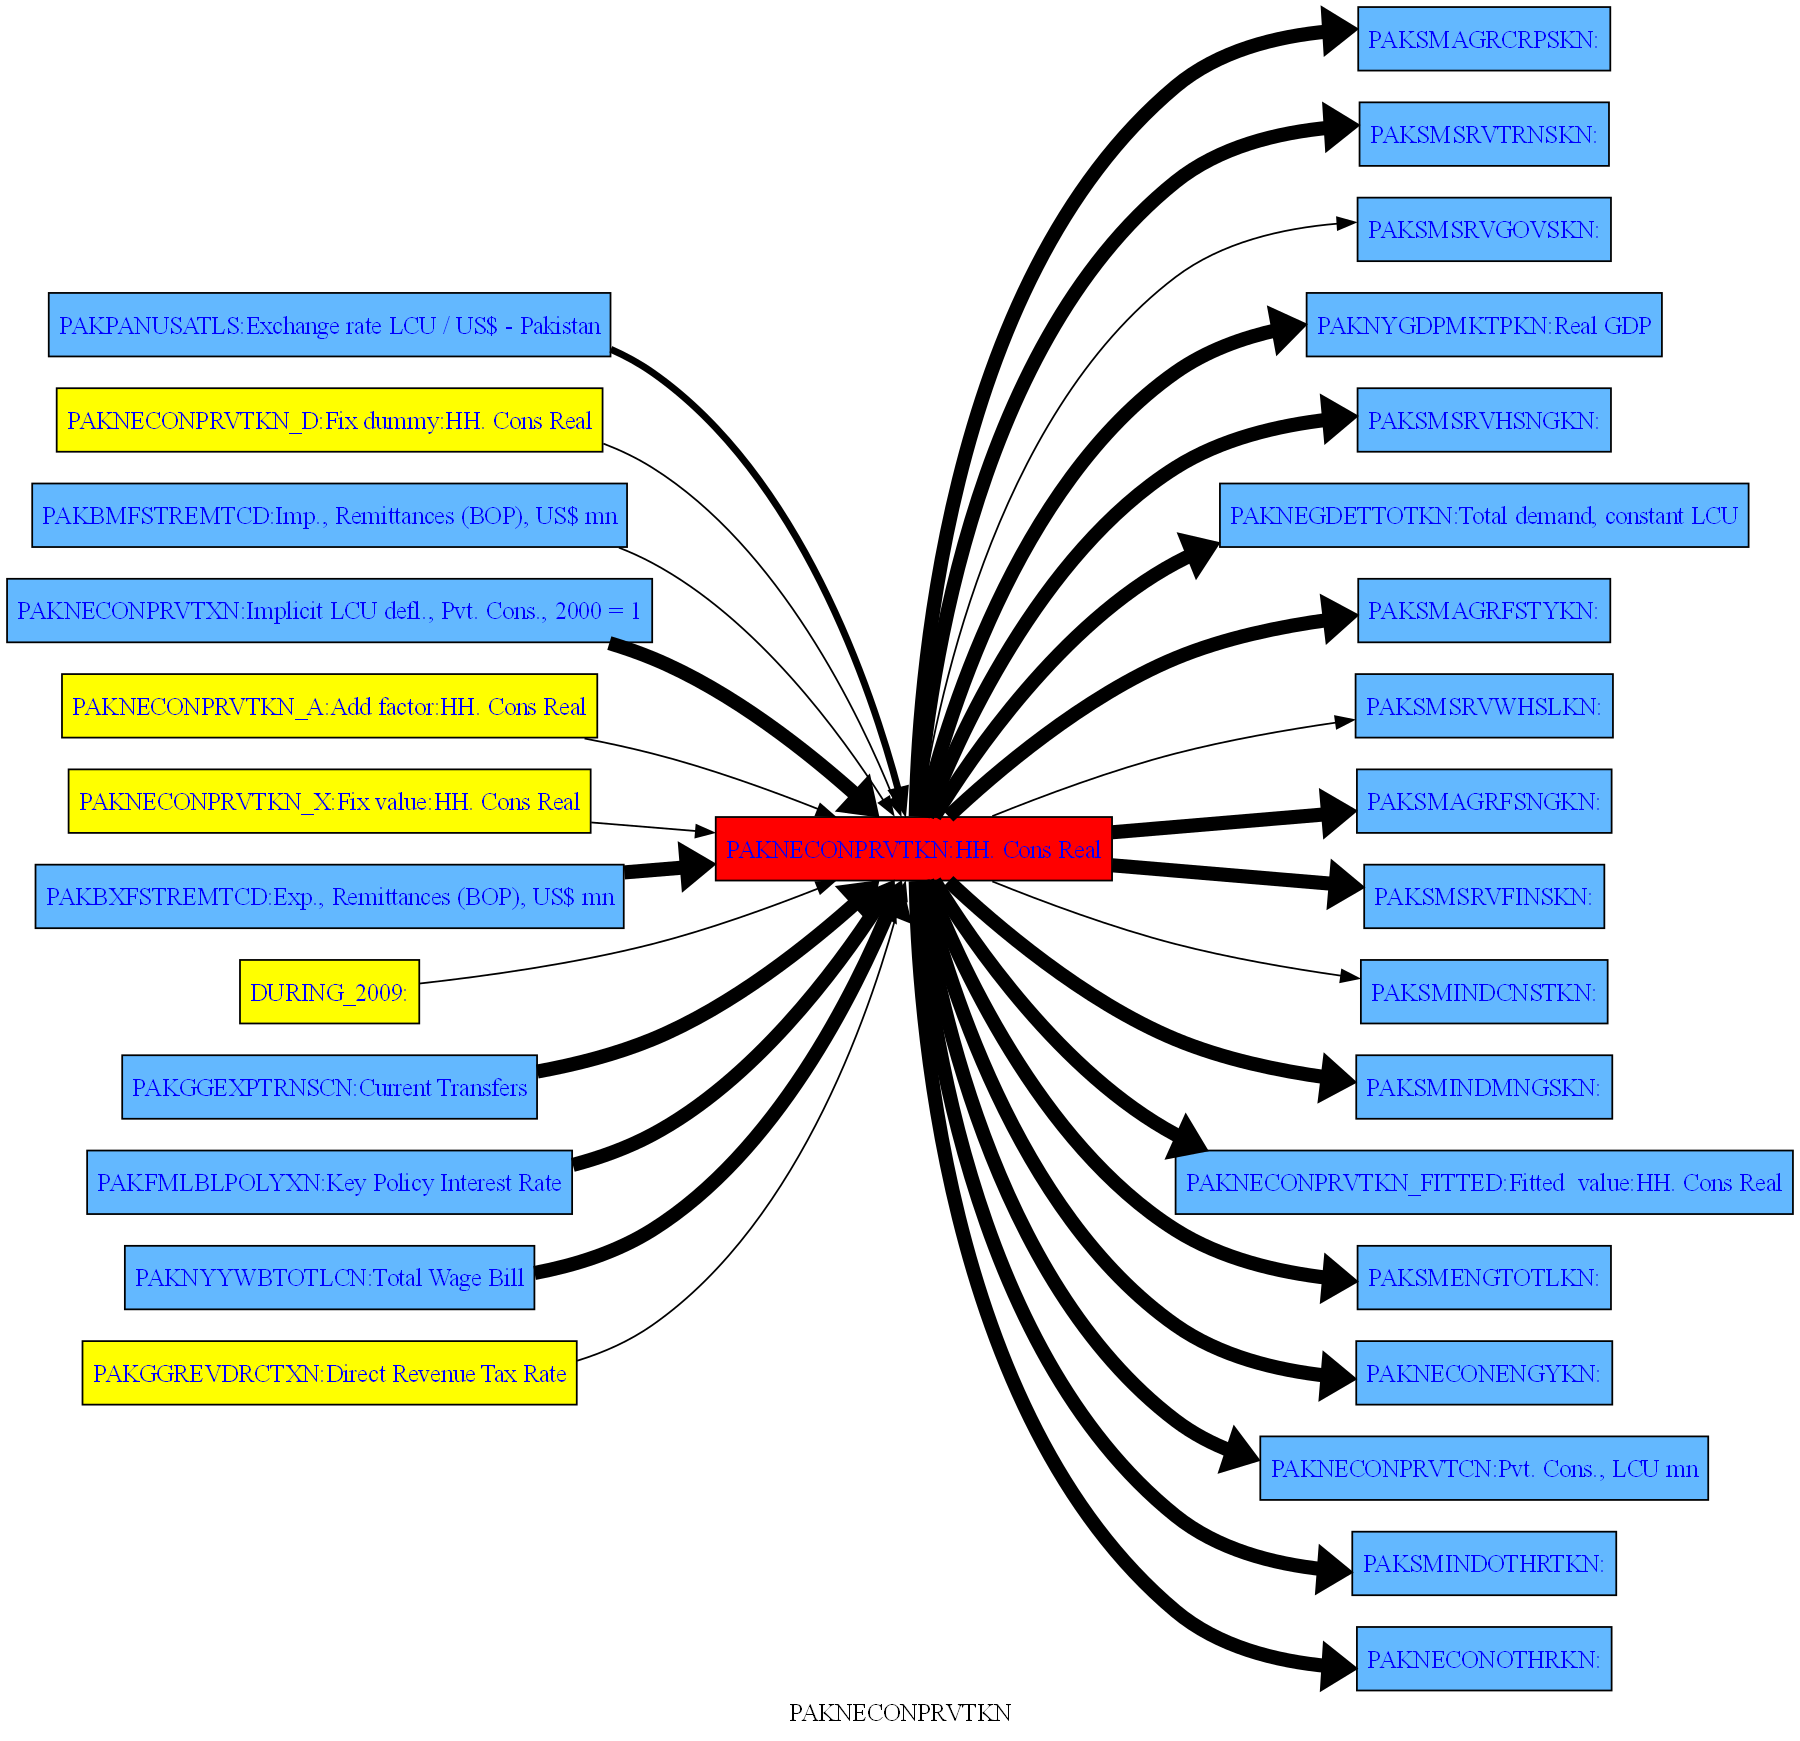 PAKPANUSATLS:Exchange rate LCU / US$ - Pakistan
PAKNECONPRVTKN_D:Fix dummy:HH. Cons Real
PAKBMFSTREMTCD:Imp., Remittances (BOP), US$ mn
PAKNECONPRVTXN:Implicit LCU defl., Pvt. Cons., 2000 = 1
PAKNECONPRVTKN_A:Add factor:HH. Cons Real
PAKNECONPRVTKN_X:Fix value:HH. Cons Real
PAKBXFSTREMTCD:Exp., Remittances (BOP), US$ mn
DURING_2009:
PAKGGEXPTRNSCN:Current Transfers
PAKFMLBLPOLYXN:Key Policy Interest Rate
PAKNYYWBTOTLCN:Total Wage Bill
PAKGGREVDRCTXN:Direct Revenue Tax Rate
PAKNECONPRVTKN:HH. Cons Real
PAKSMAGRCRPSKN:
PAKSMSRVTRNSKN:
PAKSMSRVGOVSKN:
PAKNYGDPMKTPKN:Real GDP
PAKSMSRVHSNGKN:
PAKNEGDETTOTKN:Total demand, constant LCU
PAKSMAGRFSTYKN:
PAKSMSRVWHSLKN:
PAKSMAGRFSNGKN:
PAKSMSRVFINSKN:
PAKSMINDCNSTKN:
PAKSMINDMNGSKN:
PAKNECONPRVTKN_FITTED:Fitted  value:HH. Cons Real
PAKSMENGTOTLKN:
PAKNECONENGYKN:
PAKNECONPRVTCN:Pvt. Cons., LCU mn
PAKSMINDOTHRTKN:
PAKNECONOTHRKN:
PAKNECONPRVTKN